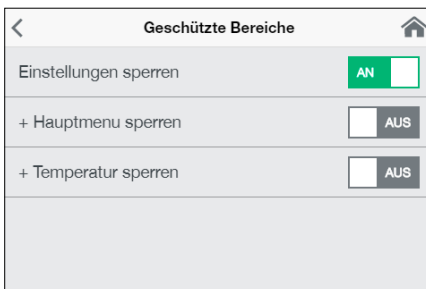 Geschützte Bereiche
Einstellungen sperren AN
+ Hauptmenu sperren AUS
+ Temperatur sperren AUS